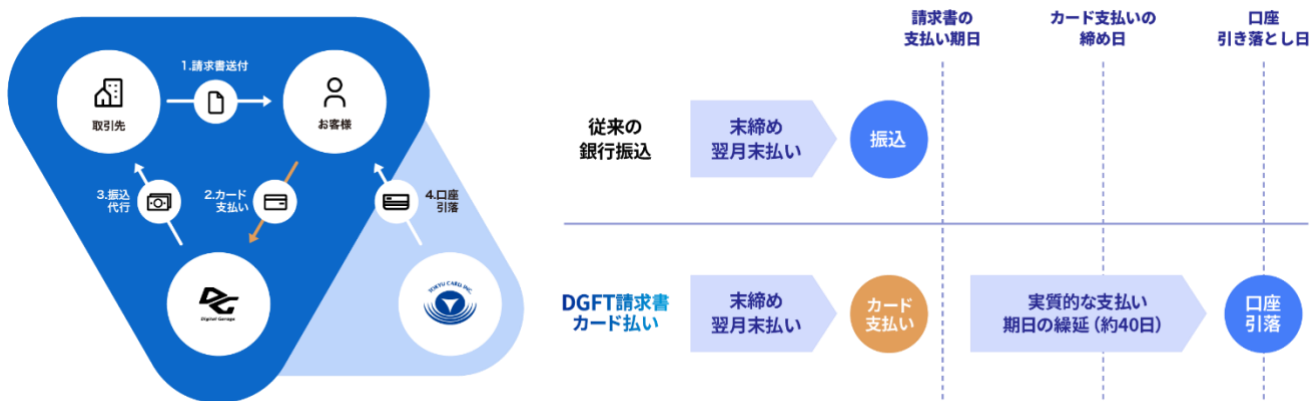 1.請求書送付
取引先
お客様
3.振込
代行
2.カード
支払い
4.口座
引落
Digital Garage
TOKYU CARD INC.
請求書の
支払い期日
カード支払いの
締め日
口座
引き落とし日
従来の
銀行振込
末締め
翌月末払い
振込
DGFT請求書
カード払い
末締め
翌月末払い
カード
支払い
実質的な支払い
期日の繰延（約40日）
口座
引落